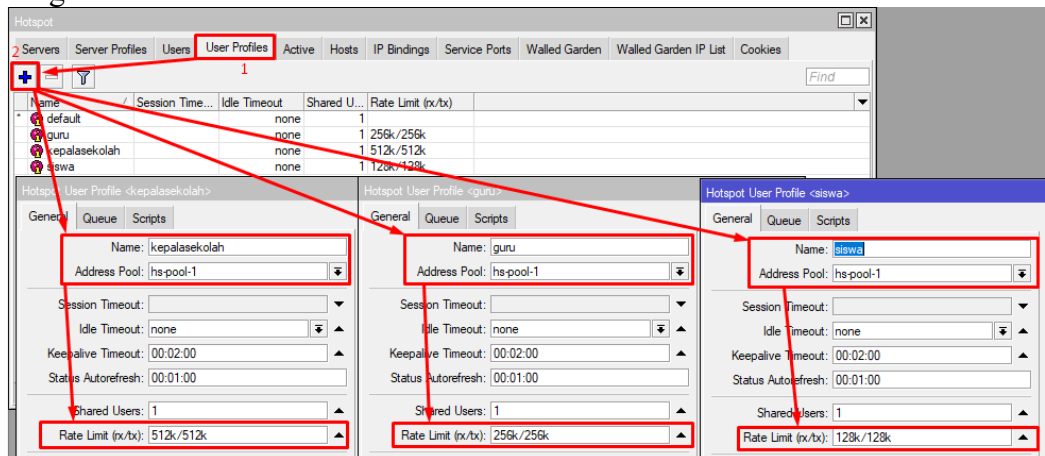 Hotspot
2 Servers Server Profiles Users User Profiles Active Hosts IP Bindings Service Ports Walled Garden Walled Garden IP List Cookies
1
Find
Name Session Time... Idle Timeout Shared U... Rate Limit (rx/tx)
* default none 1
guru none 1 256k/256k
kepalasekolah none 1 512k/512k
siswa none 1 128k/128k
Hotspot User Profile <kepalasekolah>
General Queue Scripts
Name: kepalasekolah
Address Pool: hs-pool-1
Session Timeout:
Idle Timeout: none
Keepalive Timeout: 00:02:00
Status Autorefresh: 00:01:00
Shared Users: 1
Rate Limit (rx/tx): 512k/512k
Hotspot User Profile <guru>
General Queue Scripts
Name: guru
Address Pool: hs-pool-1
Session Timeout:
Idle Timeout: none
Keepalive Timeout: 00:02:00
Status Autorefresh: 00:01:00
Shared Users: 1
Rate Limit (rx/tx): 256k/256k
Hotspot User Profile <siswa>
General Queue Scripts
Name: siswa
Address Pool: hs-pool-1
Session Timeout:
Idle Timeout: none
Keepalive Timeout: 00:02:00
Status Autorefresh: 00:01:00
Shared Users: 1
Rate Limit (rx/tx): 128k/128k